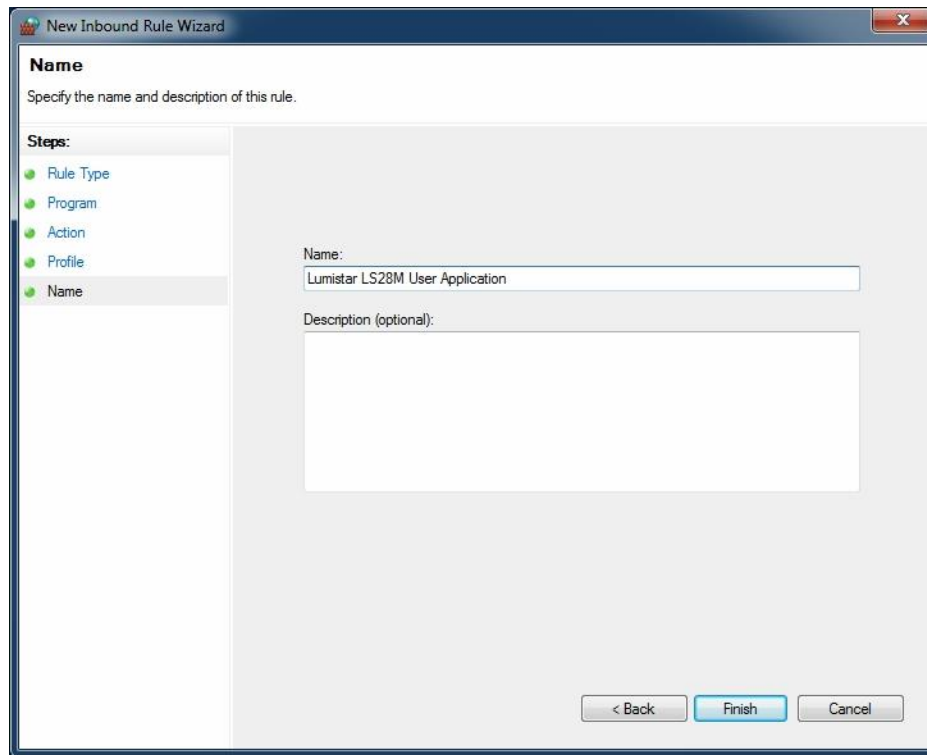 New Inbound Rule Wizard
Name
Specify the name and description of this rule.
Steps:
Rule Type
Program
Action
Profile
Name
Name:
Lumistar LS28M User Application
Description (optional):
< Back
Finish
Cancel